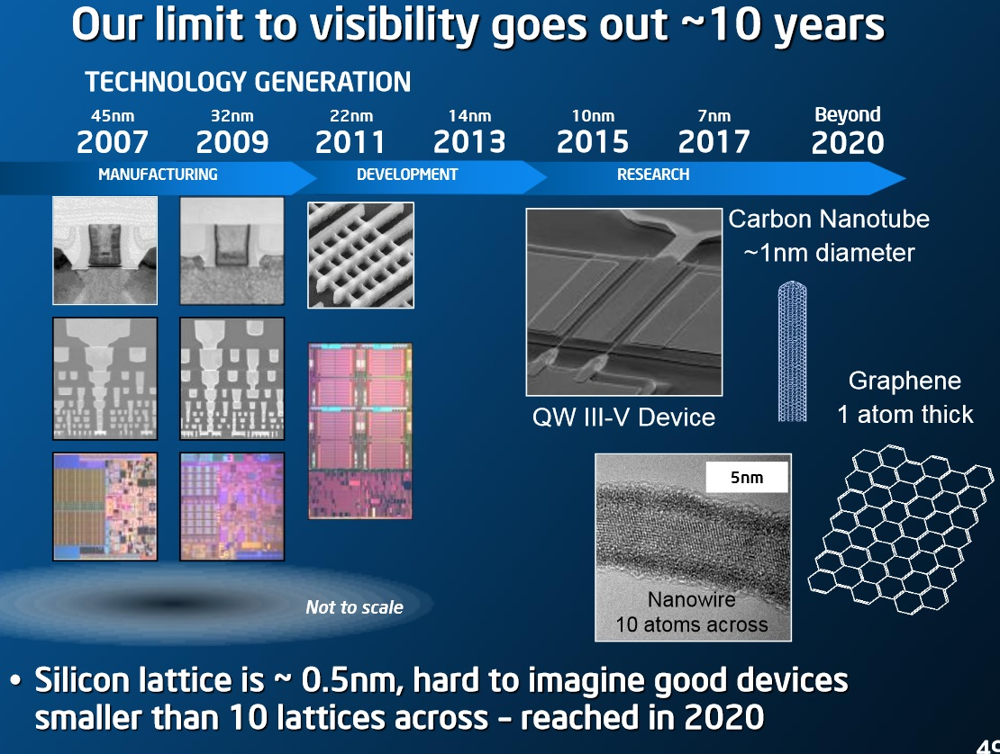 Our limit to visibility goes out ~10 years
TECHNOLOGY GENERATION
45nm 32nm 22nm 14nm 10nm 7nm Beyond
2007 2009 2011 2013 2015 2017 2020
MANUFACTURING DEVELOPMENT RESEARCH
Carbon Nanotube
~1nm diameter
Graphene
1 atom thick
QW III-V Device
5nm
Nanowire
10 atoms across
Not to scale
• Silicon lattice is ~ 0.5nm, hard to imagine good devices
smaller than 10 lattices across – reached in 2020